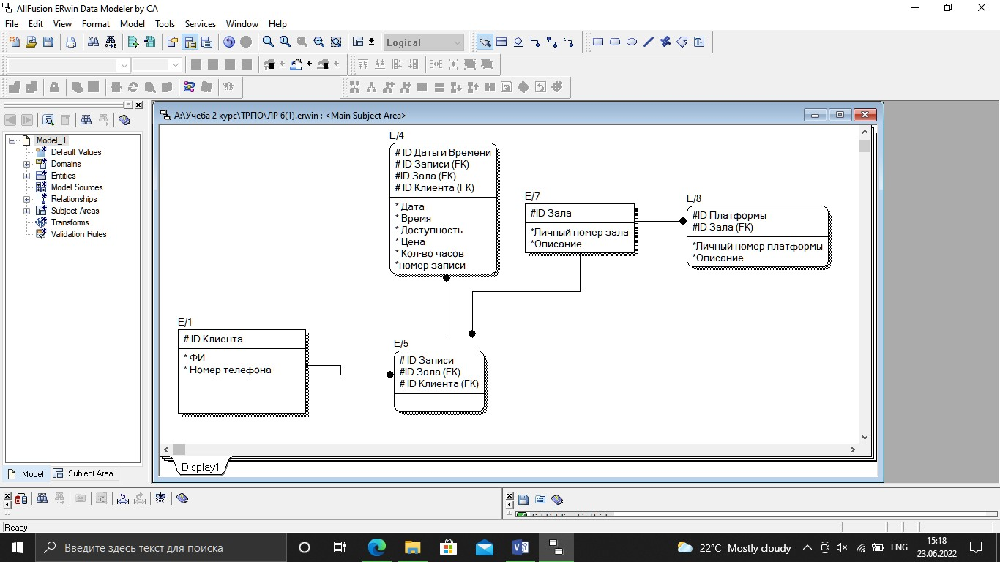 AllFusion ERwin Data Modeler by CA
File Edit View Format Model Tools Services Window Help
Logical
A:\Учеба 2 курс\ТРПО\ЛР 6(1).erwin : <Main Subject Area>
Model_1
Default Values
Domains
Entities
Model Sources
Relationships
Subject Areas
Transforms
Validation Rules
Model
Subject Area
E/4
# ID Даты и Времени
# ID Записи (FK)
#ID Зала (FK)
# ID Клиента (FK)
* Дата
* Время
* Доступность
* Цена
* Кол-во часов
*номер записи
E/7
#ID Зала
*Личный номер зала
*Описание
E/8
#ID Платформы
#ID Зала (FK)
*Личный номер платформы
*Описание
E/1
# ID Клиента
* ФИ
* Номер телефона
E/5
# ID Записи
#ID Зала (FK)
# ID Клиента (FK)
Display1
Ready
Введите здесь текст для поиска
22°C Mostly cloudy
ENG
15:18
23.06.2022